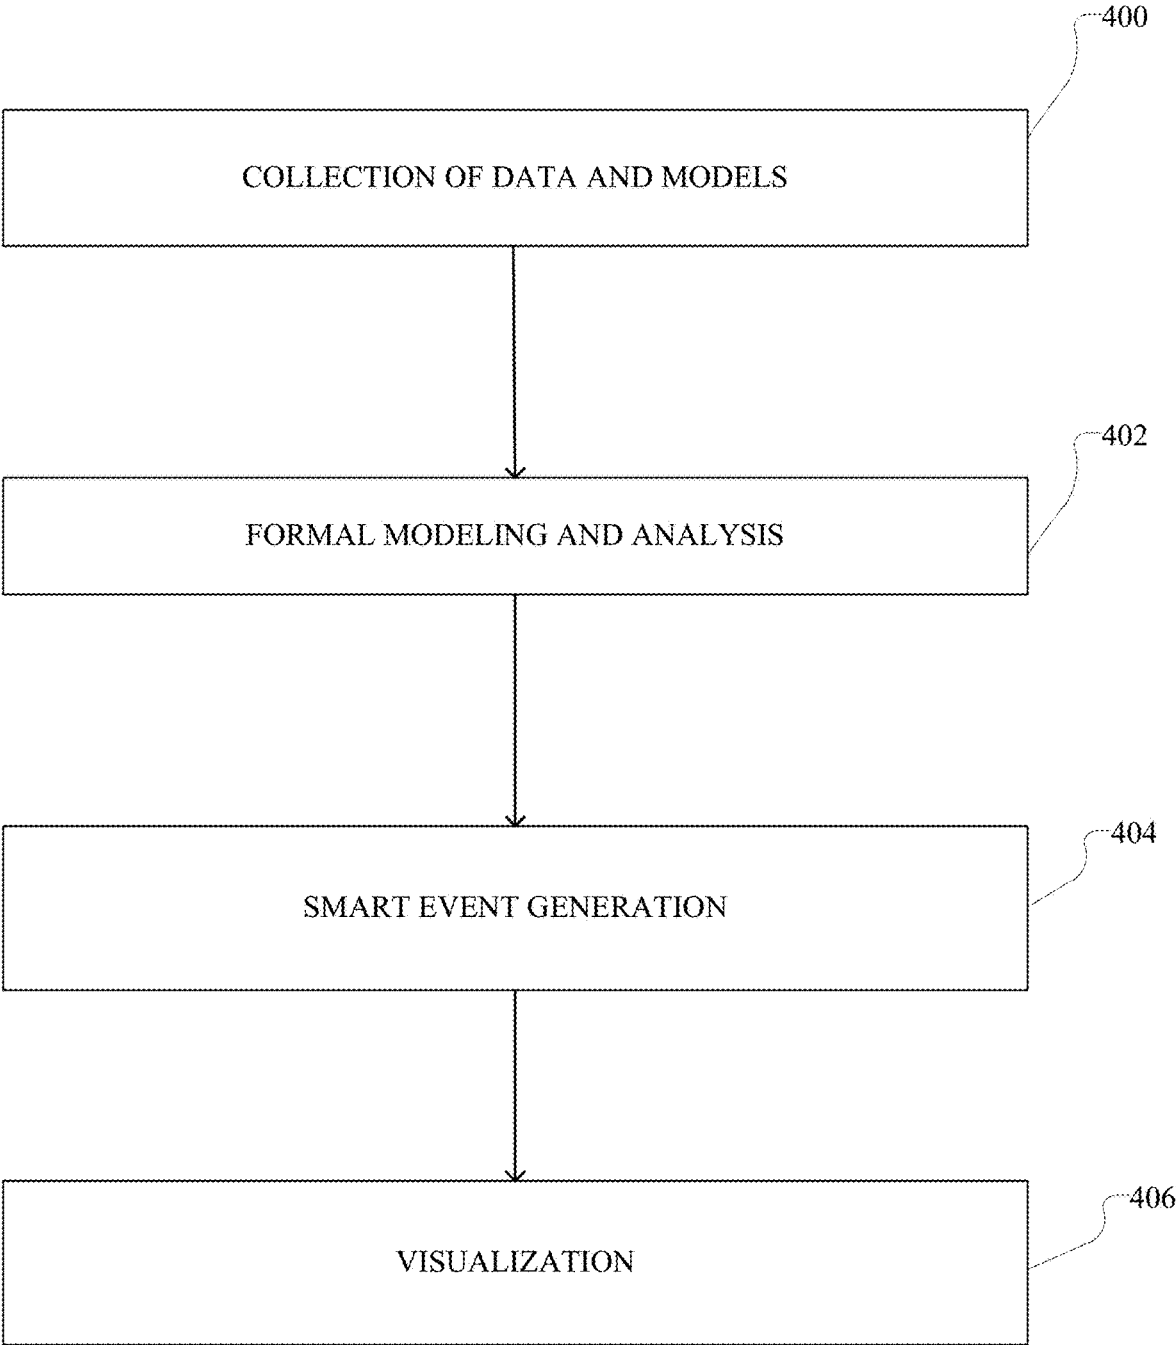 400
COLLECTION OF DATA AND MODELS
402
FORMAL MODELING AND ANALYSIS
404
SMART EVENT GENERATION
406
VISUALIZATION